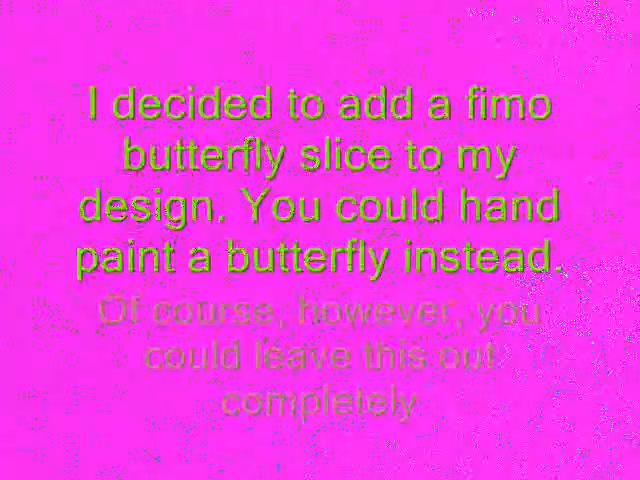 I decided to add a fimo
butterfly slice to my
design. You could hand
paint a butterfly instead.
Of course, however, you
could leave this out
completely